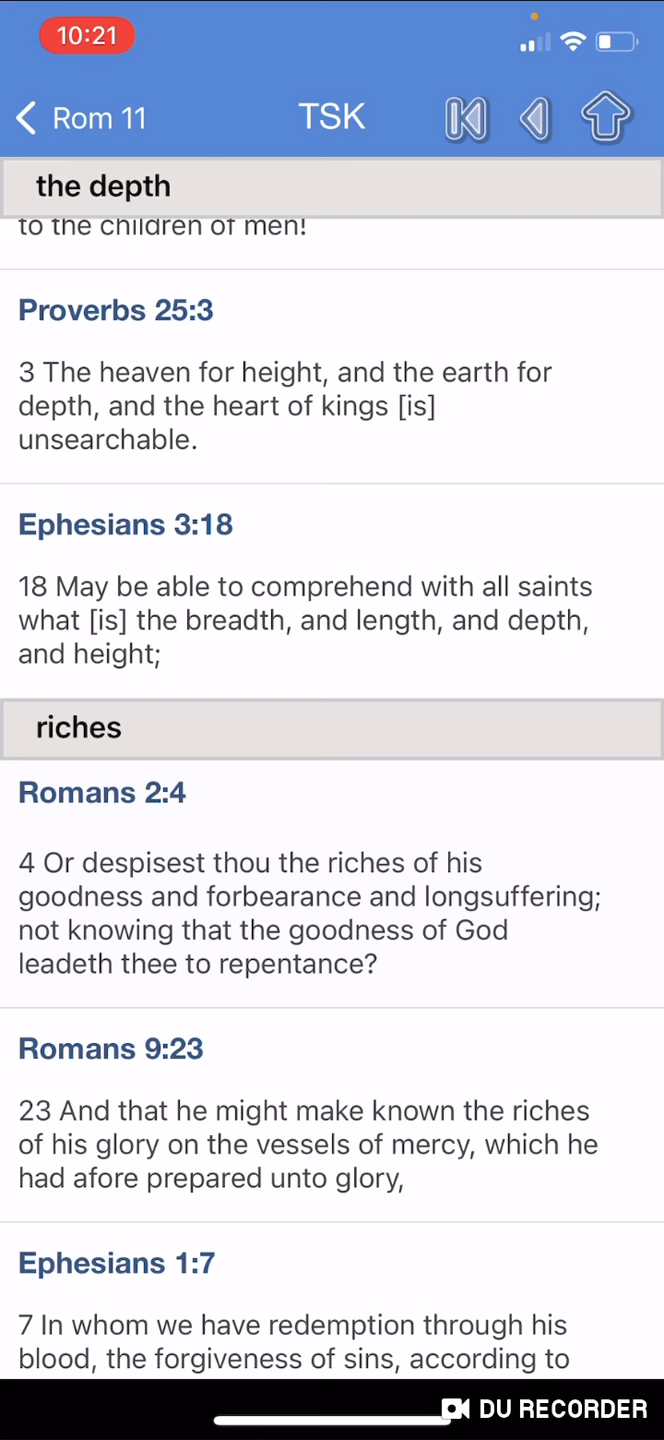 10:21
Rom 11
TSK
the depth
to the children of men!
Proverbs 25:3
3 The heaven for height, and the earth for
depth, and the heart of kings [is]
unsearchable.
Ephesians 3:18
18 May be able to comprehend with all saints
what [is] the breadth, and length, and depth,
and height;
riches
Romans 2:4
4 Or despisest thou the riches of his
goodness and forbearance and longsuffering;
not knowing that the goodness of God
leadeth thee to repentance?
Romans 9:23
23 And that he might make known the riches
of his glory on the vessels of mercy, which he
had afore prepared unto glory,
Ephesians 1:7
7 In whom we have redemption through his
blood, the forgiveness of sins, according to
DU RECORDER